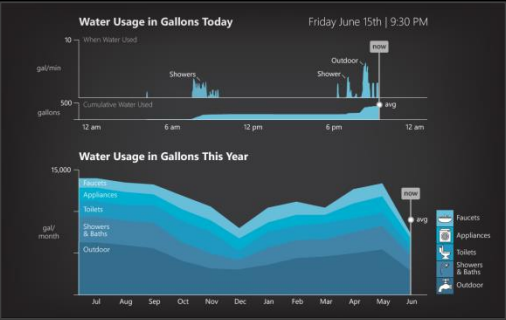 Water Usage in Gallons Today
Friday June 15th | 9:30 PM
10
When Water Used
now
Outdoor
gal/min
Showers
Shower
500
Cumulative Water Used
avg
gallons
12 am
6 am
12 pm
6 pm
12 am
Water Usage in Gallons This Year
15,000
Faucets
now
Appliances
Toilets
avg
Faucets
gal/
month
Showers
& Baths
Appliances
Outdoor
Toilets
Showers
& Baths
Outdoor
Jul
Aug
Sep
Oct
Nov
Dec
Jan
Feb
Mar
Apr
May
Jun